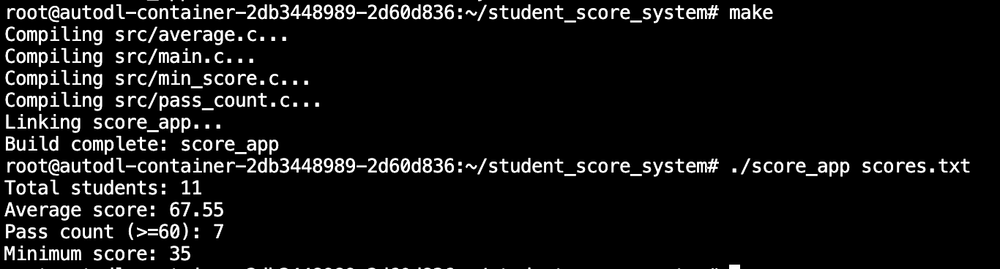 root@autodl-container-2db3448989-2d60d836:~/student_score_system# make
Compiling src/average.c...
Compiling src/main.c...
Compiling src/min_score.c...
Compiling src/pass_count.c...
Linking score_app...
Build complete: score_app
root@autodl-container-2db3448989-2d60d836:~/student_score_system# ./score_app scores.txt
Total students: 11
Average score: 67.55
Pass count (>=60): 7
Minimum score: 35